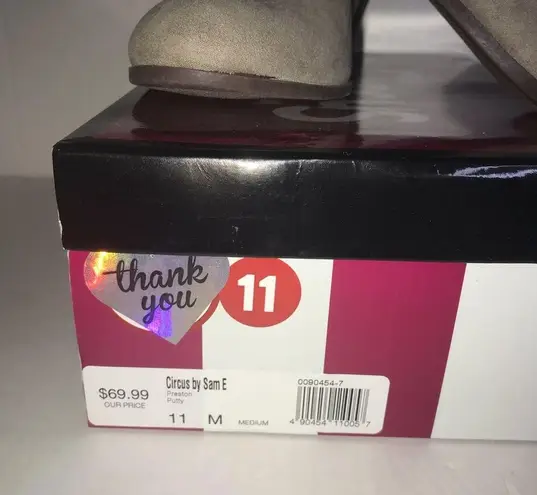 thank
you
11
$69.99
OUR PRICE
Circus by Sam E
Preston
Putty
11 M MEDIUM
0090454-7
4 90454 11005 7